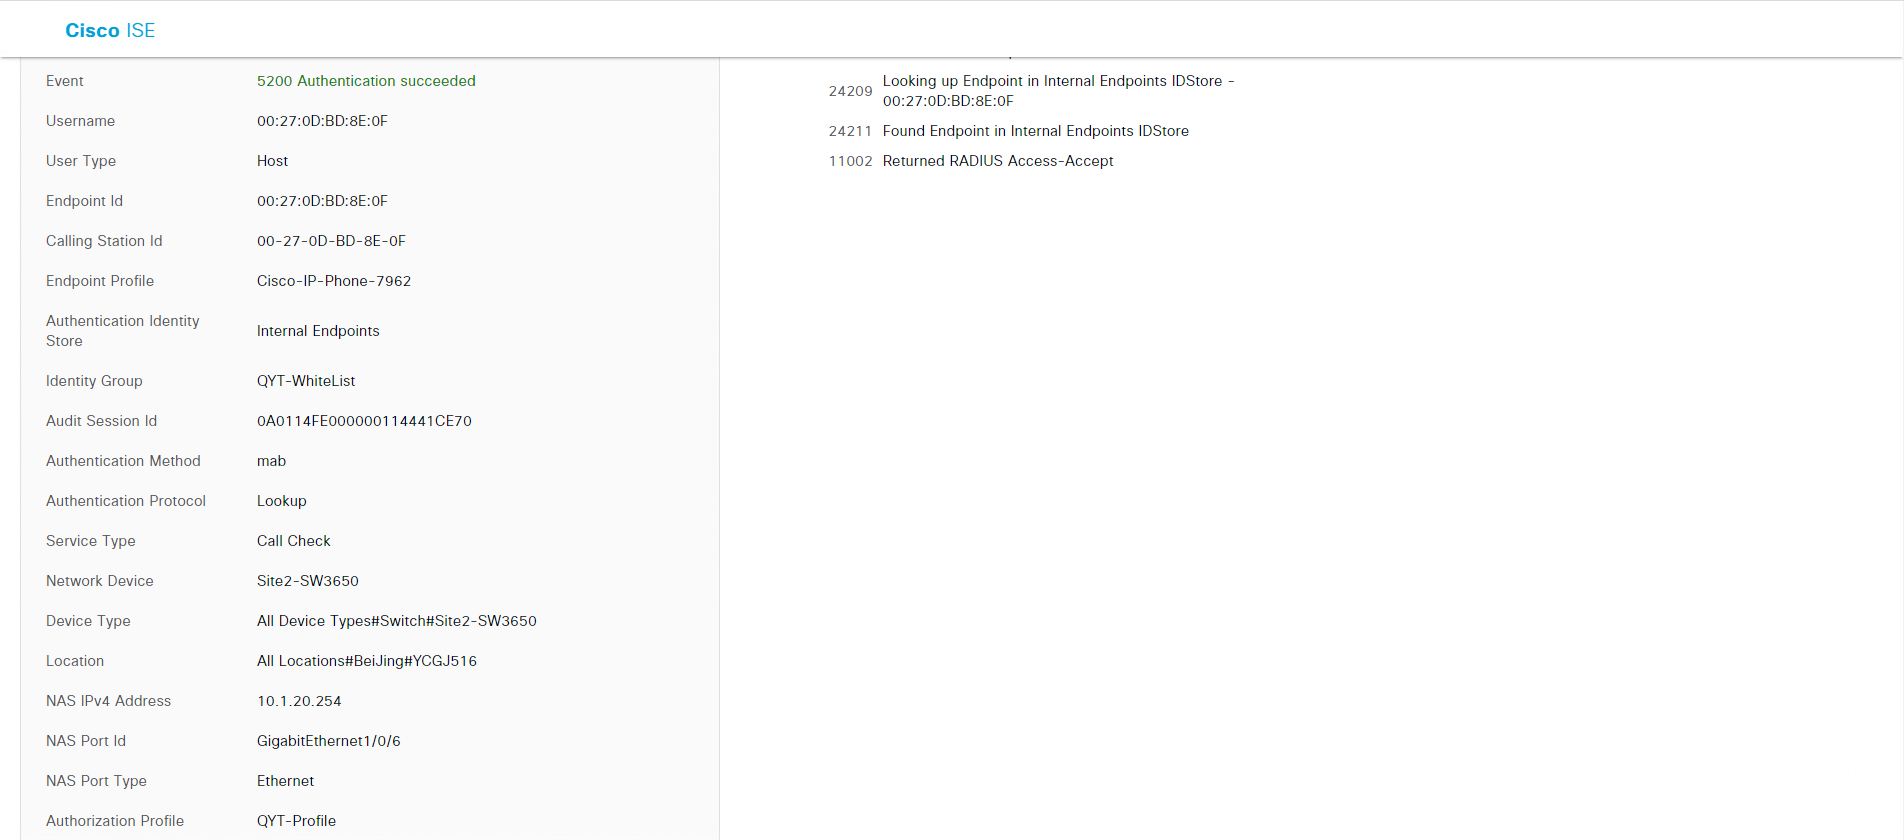 Cisco ISE
Event 5200 Authentication succeeded
Username 00:27:0D:BD:8E:0F
User Type Host
Endpoint Id 00:27:0D:BD:8E:0F
Calling Station Id 00-27-0D-BD-8E-0F
Endpoint Profile Cisco-IP-Phone-7962
Authentication Identity
Store
Internal Endpoints
Identity Group QYT-WhiteList
Audit Session Id 0A0114FE000000114441CE70
Authentication Method mab
Authentication Protocol Lookup
Service Type Call Check
Network Device Site2-SW3650
Device Type All Device Types#Switch#Site2-SW3650
Location All Locations#BeiJing#YCGJ516
NAS IPv4 Address 10.1.20.254
NAS Port Id GigabitEthernet1/0/6
NAS Port Type Ethernet
Authorization Profile QYT-Profile
24209 Looking up Endpoint in Internal Endpoints IDStore -
00:27:0D:BD:8E:0F
24211 Found Endpoint in Internal Endpoints IDStore
11002 Returned RADIUS Access-Accept